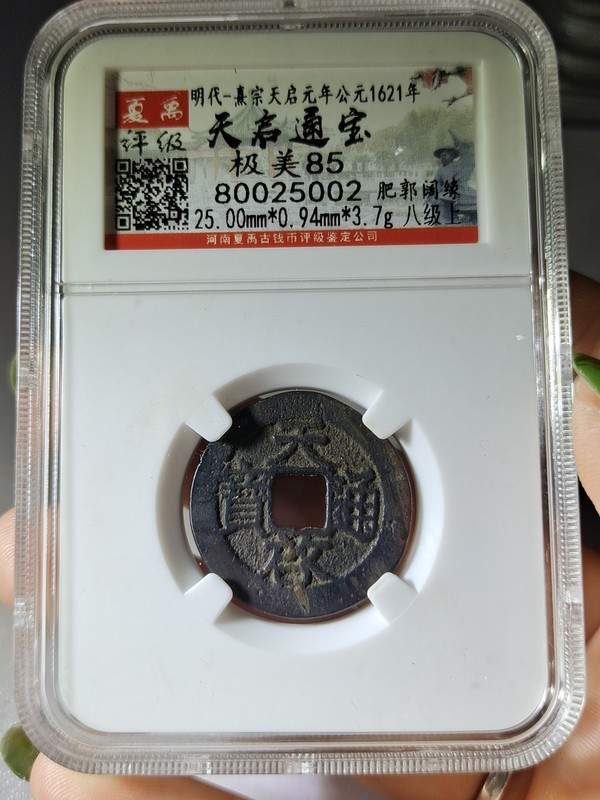 夏禹
评级
明代-熹宗天启元年公元1621年
天启通宝
极美85
80025002 肥郭阔缘
25.00mm*0.94mm*3.7g 八级上
河南夏禹古钱币评级鉴定公司
天啟通寶